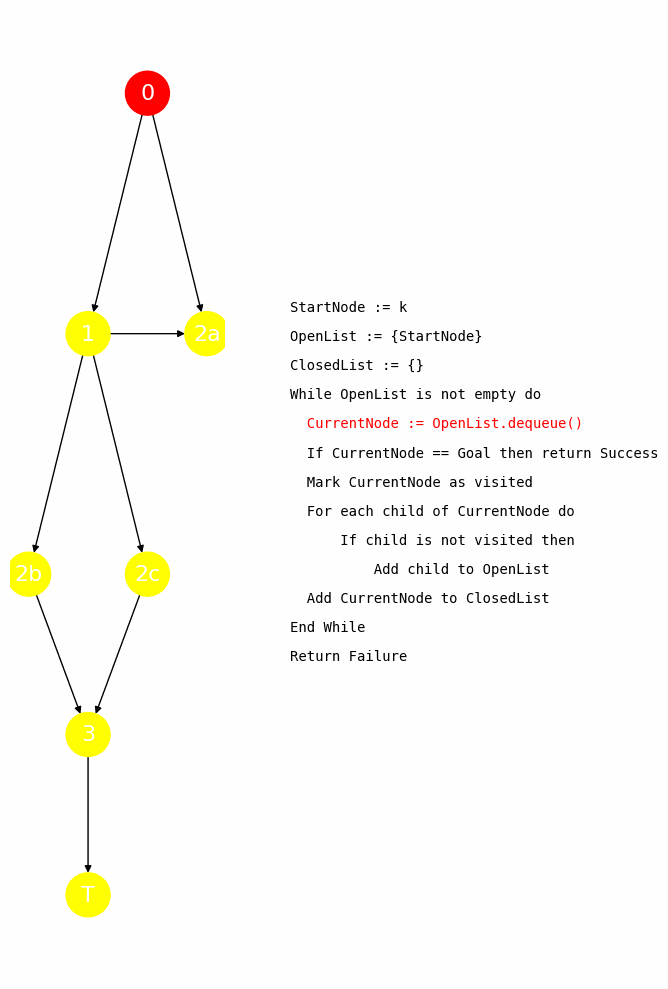 0
1
2a
2b
2c
3
T
StartNode := k
OpenList := {StartNode}
ClosedList := {}
While OpenList is not empty do
  CurrentNode := OpenList.dequeue()
  If CurrentNode == Goal then return Success
  Mark CurrentNode as visited
  For each child of CurrentNode do
      If child is not visited then
          Add child to OpenList
  Add CurrentNode to ClosedList
End While
Return Failure